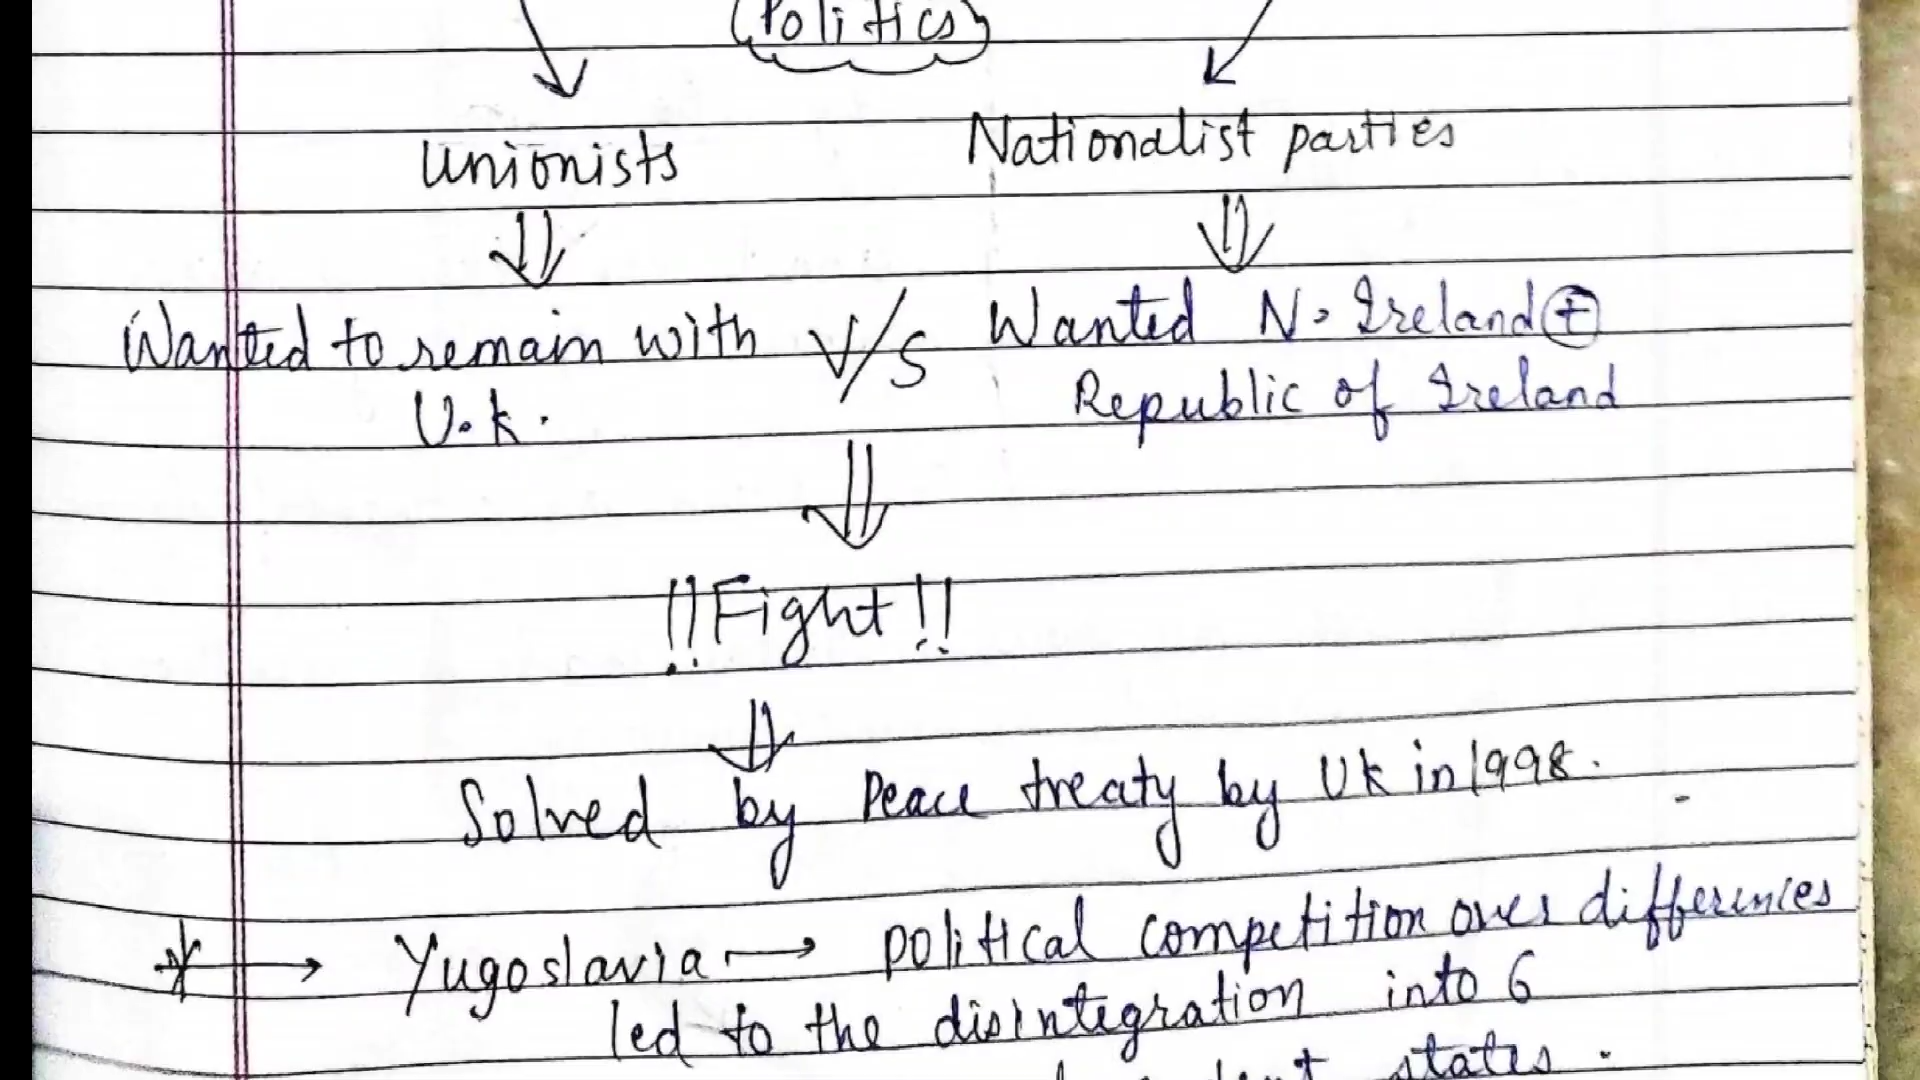 Politics
Unionists
Nationalist parties
Wanted to remain with U.K.
V/S
Wanted N. Ireland +
Republic of Ireland
!!Fight!!
Solved by Peace treaty by UK in 1998.
Yugoslavia → political competition over differences
led to the disintegration into 6
states.